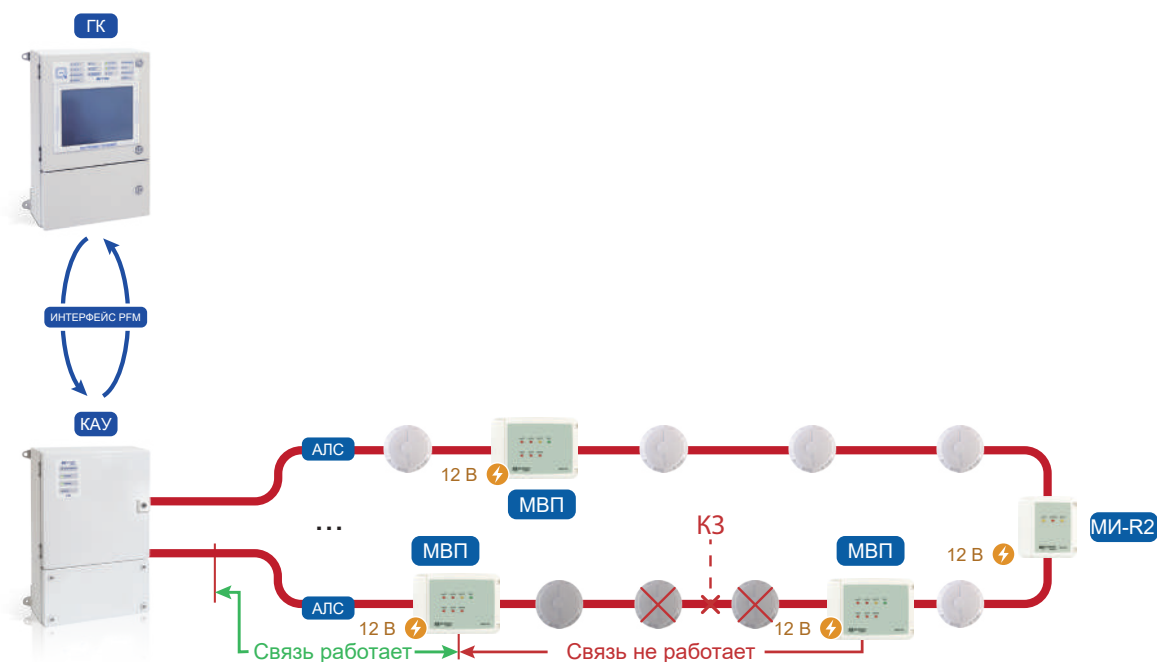 ГК
ИНТЕРФЕЙС PFM
КАУ
АЛС
12 В
МВП
...
КЗ
МИ-R2
12 В
МВП
МВП
АЛС
12 В
12 В
Связь работает
Связь не работает